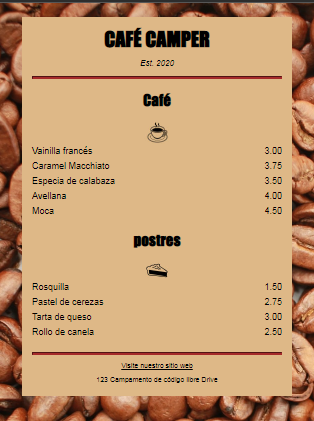 CAFÉ CAMPER
Est. 2020
Café
Vainilla francés 3.00
Caramel Macchiato 3.75
Especia de calabaza 3.50
Avellana 4.00
Moca 4.50
postres
Rosquilla 1.50
Pastel de cerezas 2.75
Tarta de queso 3.00
Rollo de canela 2.50
Visite nuestro sitio web
123 Campamento de código libre Drive